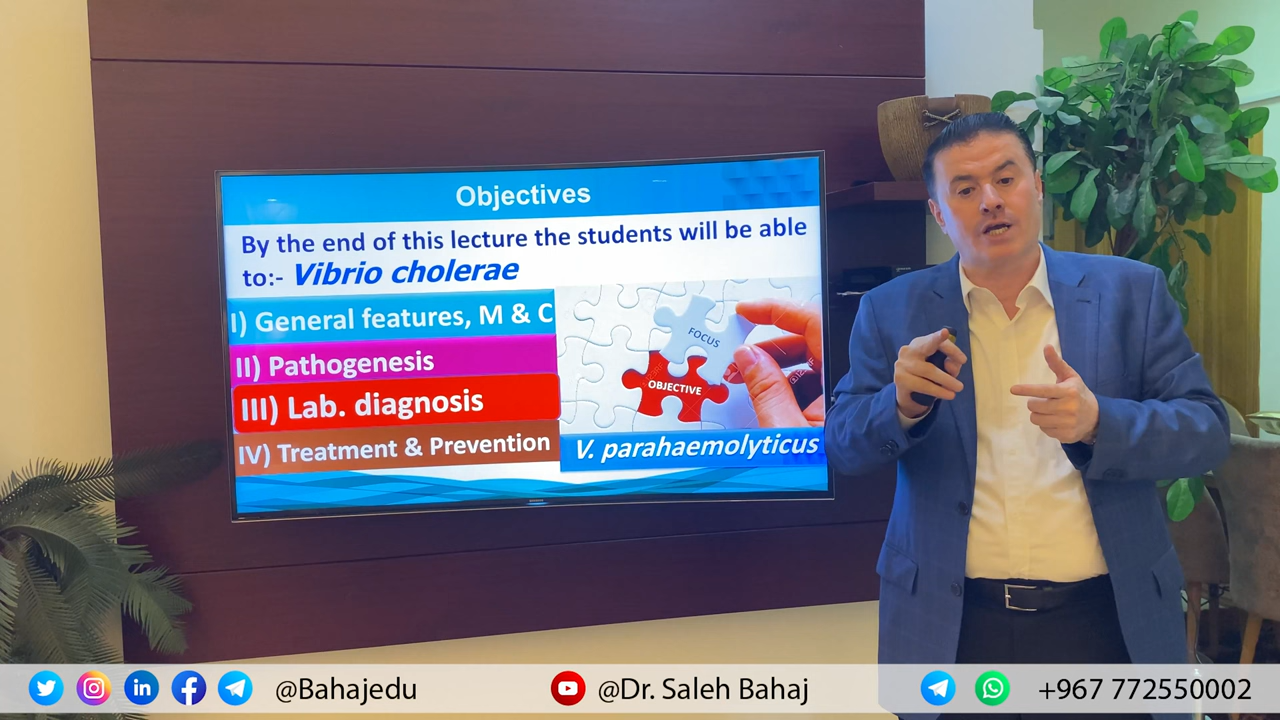 Objectives
By the end of this lecture the students will be able
to:- Vibrio cholerae
I) General features, M & C
II) Pathogenesis
III) Lab. diagnosis
IV) Treatment & Prevention
FOCUS
OBJECTIVE
V. parahaemolyticus
@Bahajedu
@Dr. Saleh Bahaj
+967 772550002